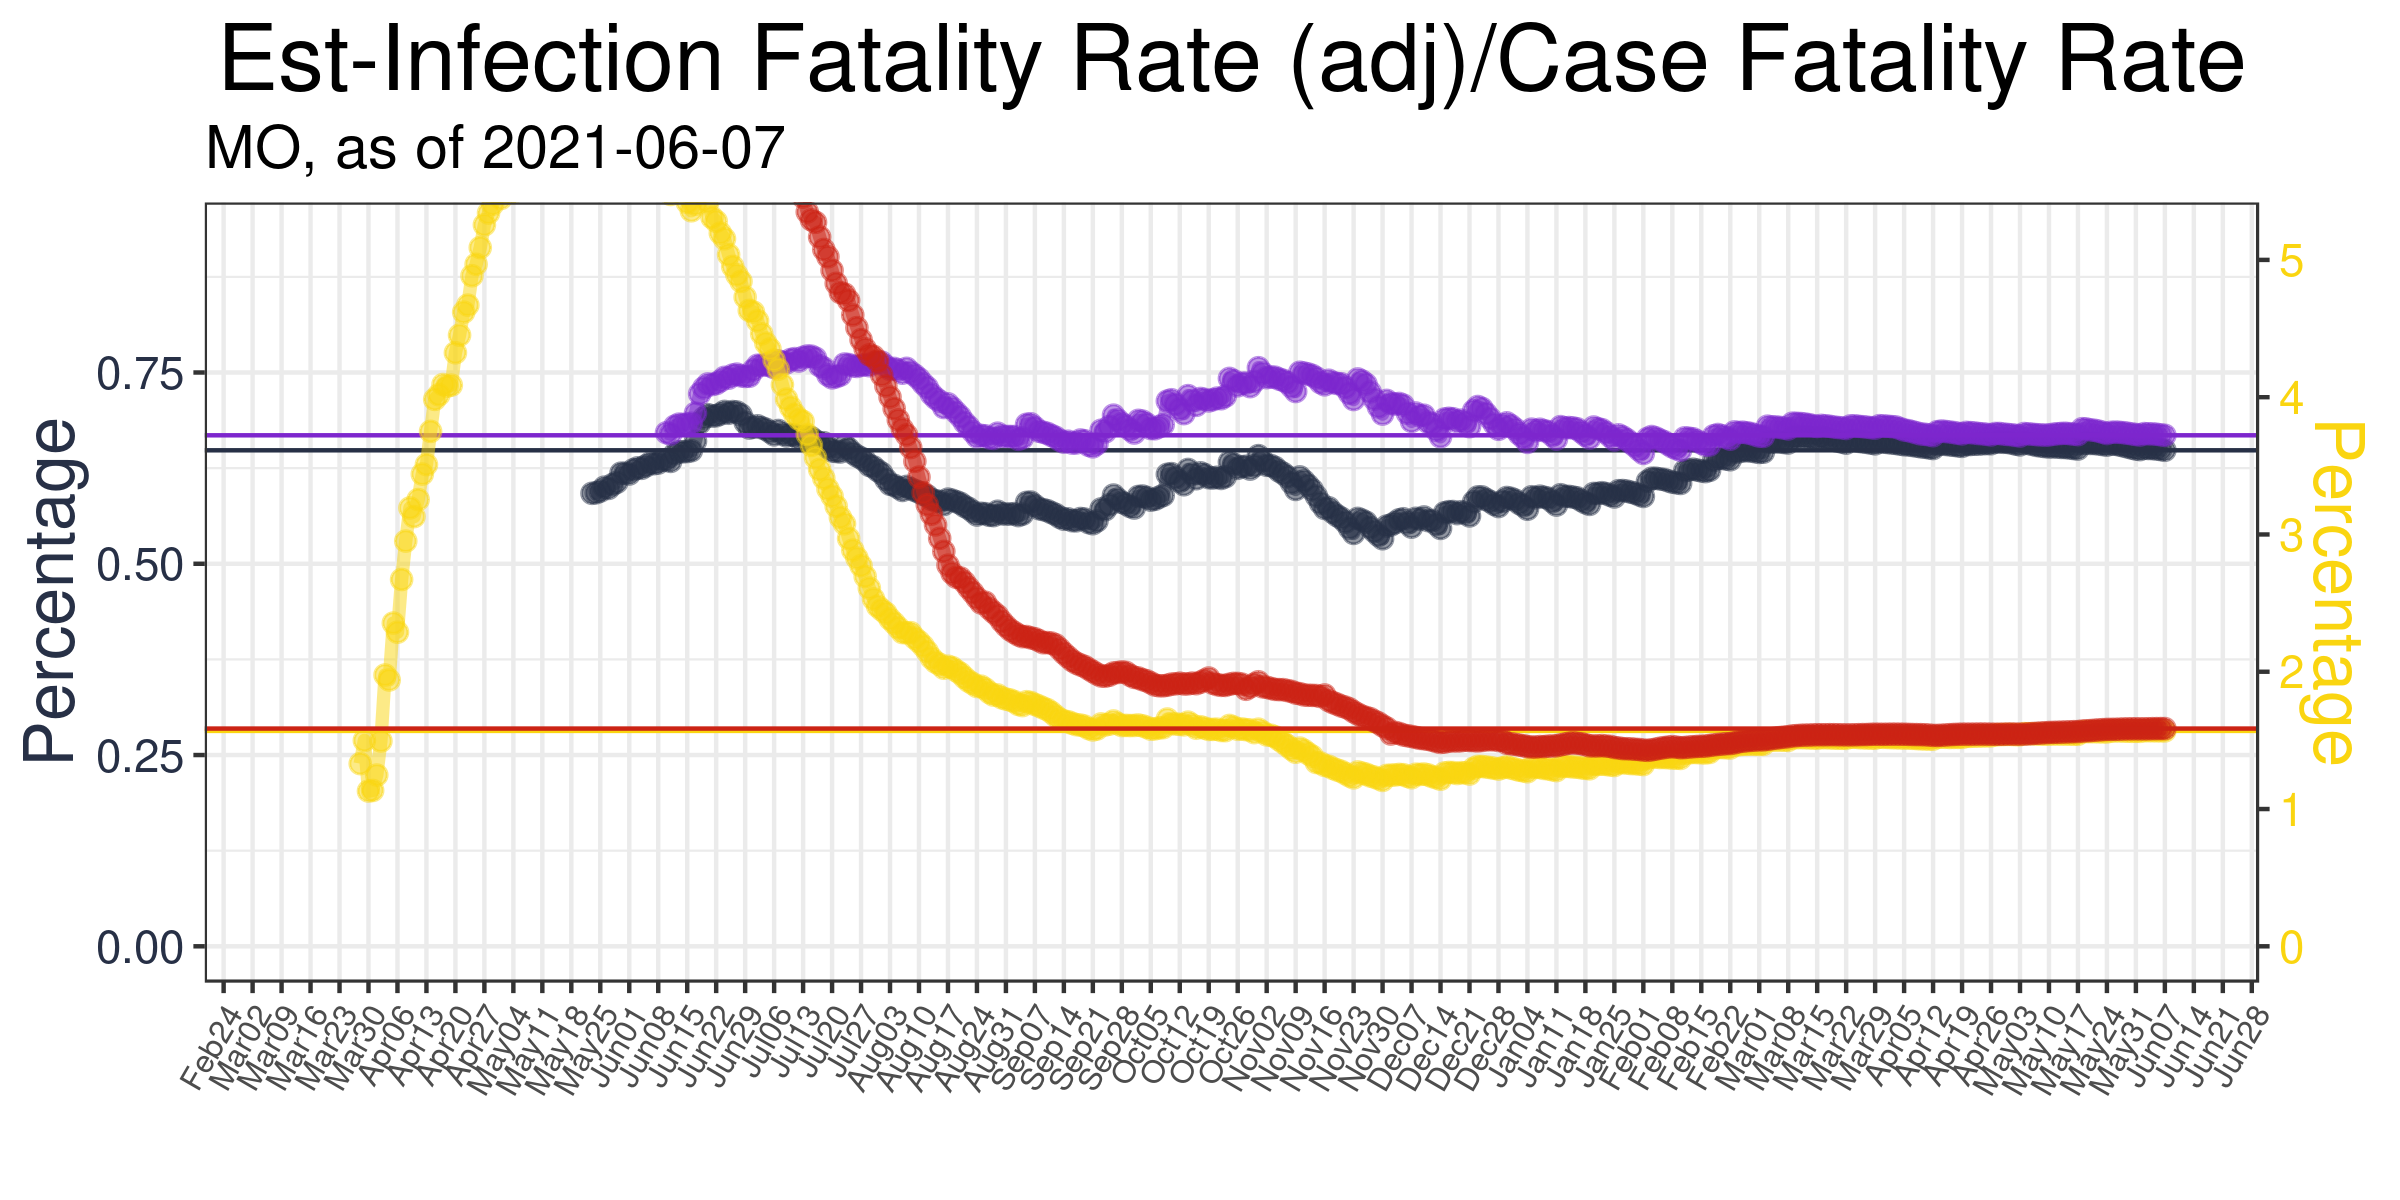 Est-Infection Fatality Rate (adj)/Case Fatality Rate
MO, as of 2021-06-07
Percentage
0.75
0.50
0.25
0.00
5
4
3
2
1
0
Percentage
Feb24
Mar02
Mar09
Mar16
Mar23
Mar30
Apr06
Apr13
Apr20
Apr27
May04
May11
May18
May25
Jun01
Jun08
Jun15
Jun22
Jun29
Jul06
Jul13
Jul20
Jul27
Aug03
Aug10
Aug17
Aug24
Aug31
Sep07
Sep14
Sep21
Sep28
Oct05
Oct12
Oct19
Oct26
Nov02
Nov09
Nov16
Nov23
Nov30
Dec07
Dec14
Dec21
Dec28
Jan04
Jan11
Jan18
Jan25
Feb01
Feb08
Feb15
Feb22
Mar01
Mar08
Mar15
Mar22
Mar29
Apr05
Apr12
Apr19
Apr26
May03
May10
May17
May24
May31
Jun07
Jun14
Jun21
Jun28